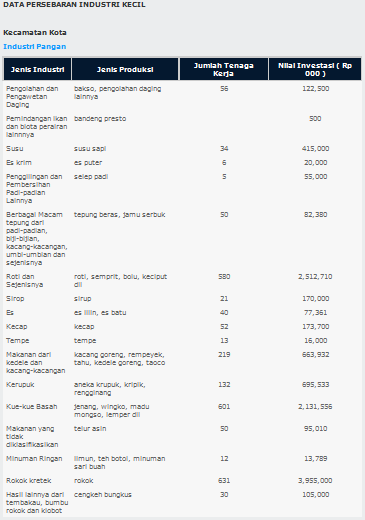 DATA PERSEBARAN INDUSTRI KECIL
Kecamatan Kota
Industri Pangan
Jenis Industri Jenis Produksi Jumlah Tenaga Kerja Nilai Investasi ( Rp 000 )
Pengolahan dan Pengawetan Daging bakso, pengolahan daging lainnya 56 122,500
Pemindangan ikan dan biota perairan lainnnya bandeng presto 500
Susu susu sapi 34 415,000
Es krim es puter 6 20,000
Penggilingan dan Pembersihan Padi-padian Lainnya selep padi 5 55,000
Berbagai Macam tepung dari padi-padian, biji-bijian, kacang-kacangan, umbi-umbian dan sejenisnya tepung beras, jamu serbuk 50 82,380
Roti dan Sejenisnya roti, semprit, bolu, keciput dll 580 2,512,710
Sirop sirup 21 170,000
Es es lilin, es batu 40 77,361
Kecap kecap 52 173,700
Tempe tempe 13 16,000
Makanan dari kedele dan kacang-kacangan kacang goreng, rempeyek, tahu, kedele goreng, taoco 219 663,932
Kerupuk aneka krupuk, kripik, rengginang 132 695,533
Kue-kue Basah jenang, wingko, madu mongso, lemper dll 601 2,131,556
Makanan yang tidak diklasifikasikan telur asin 50 95,010
Minuman Ringan limun, teh botol, minuman sari buah 12 13,789
Rokok kretek rokok 631 3,955,000
Hasil lainnya dari tembakau, bumbu rokok dan klobot cengkeh bungkus 30 105,000